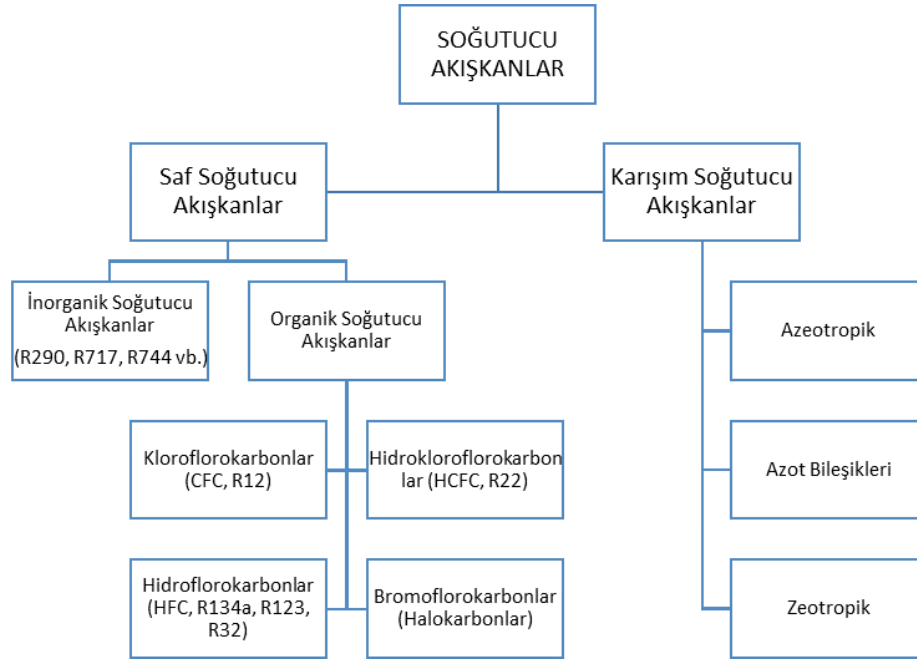 SOĞUTUCU
AKIŞKANLAR
Saf Soğutucu
Akışkanlar
Karışım Soğutucu
Akışkanlar
İnorganik Soğutucu
Akışkanlar
(R290, R717, R744 vb.)
Organik Soğutucu
Akışkanlar
Azeotropik
Kloroflorokarbonlar
(CFC, R12)
Hidrokloroflorokarbon
lar (HCFC, R22)
Azot Bileşikleri
Hidroflorokarbonlar
(HFC, R134a, R123,
R32)
Bromoflorokarbonlar
(Halokarbonlar)
Zeotropik